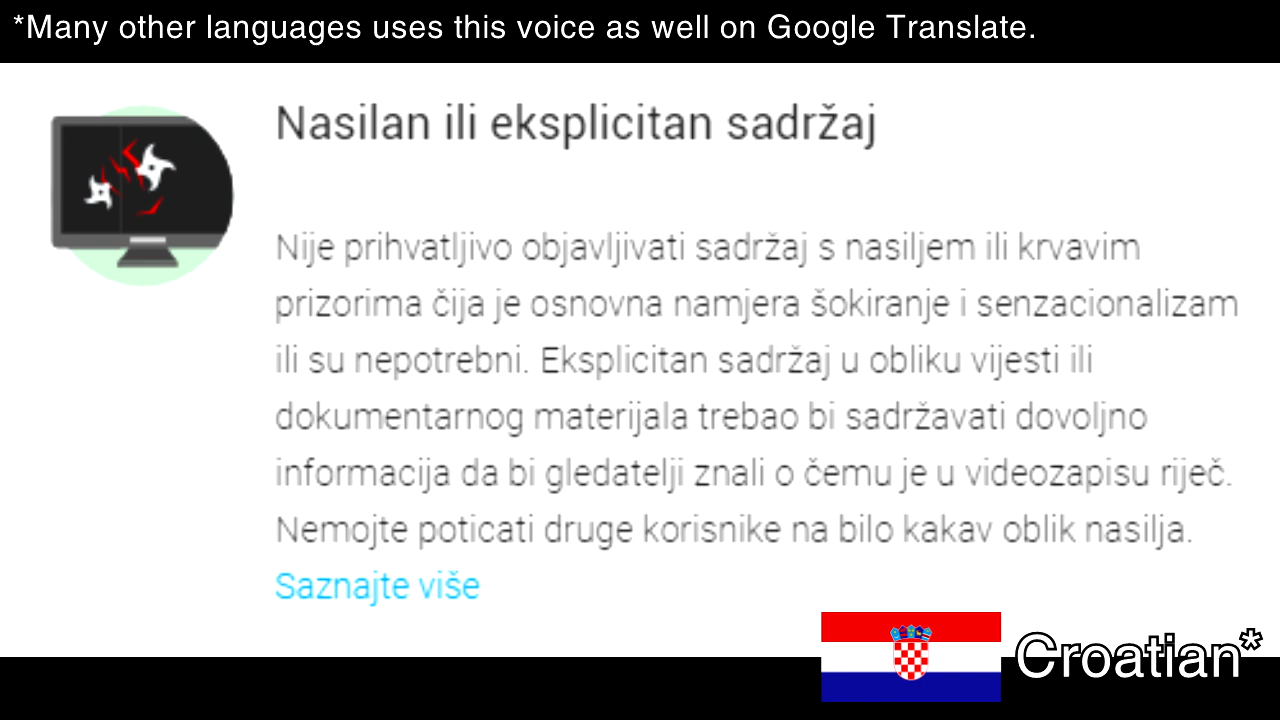 *Many other languages uses this voice as well on Google Translate.
Nasilan ili eksplicitan sadržaj
Nije prihvatljivo objavljivati sadržaj s nasiljem ili krvavim
prizorima čija je osnovna namjera šokiranje i senzacionalizam
ili su nepotrebni. Eksplicitan sadržaj u obliku vijesti ili
dokumentarnog materijala trebao bi sadržavati dovoljno
informacija da bi gledatelji znali o čemu je u videozapisu riječ.
Nemojte poticati druge korisnike na bilo kakav oblik nasilja.
Saznajte više
Croatian*